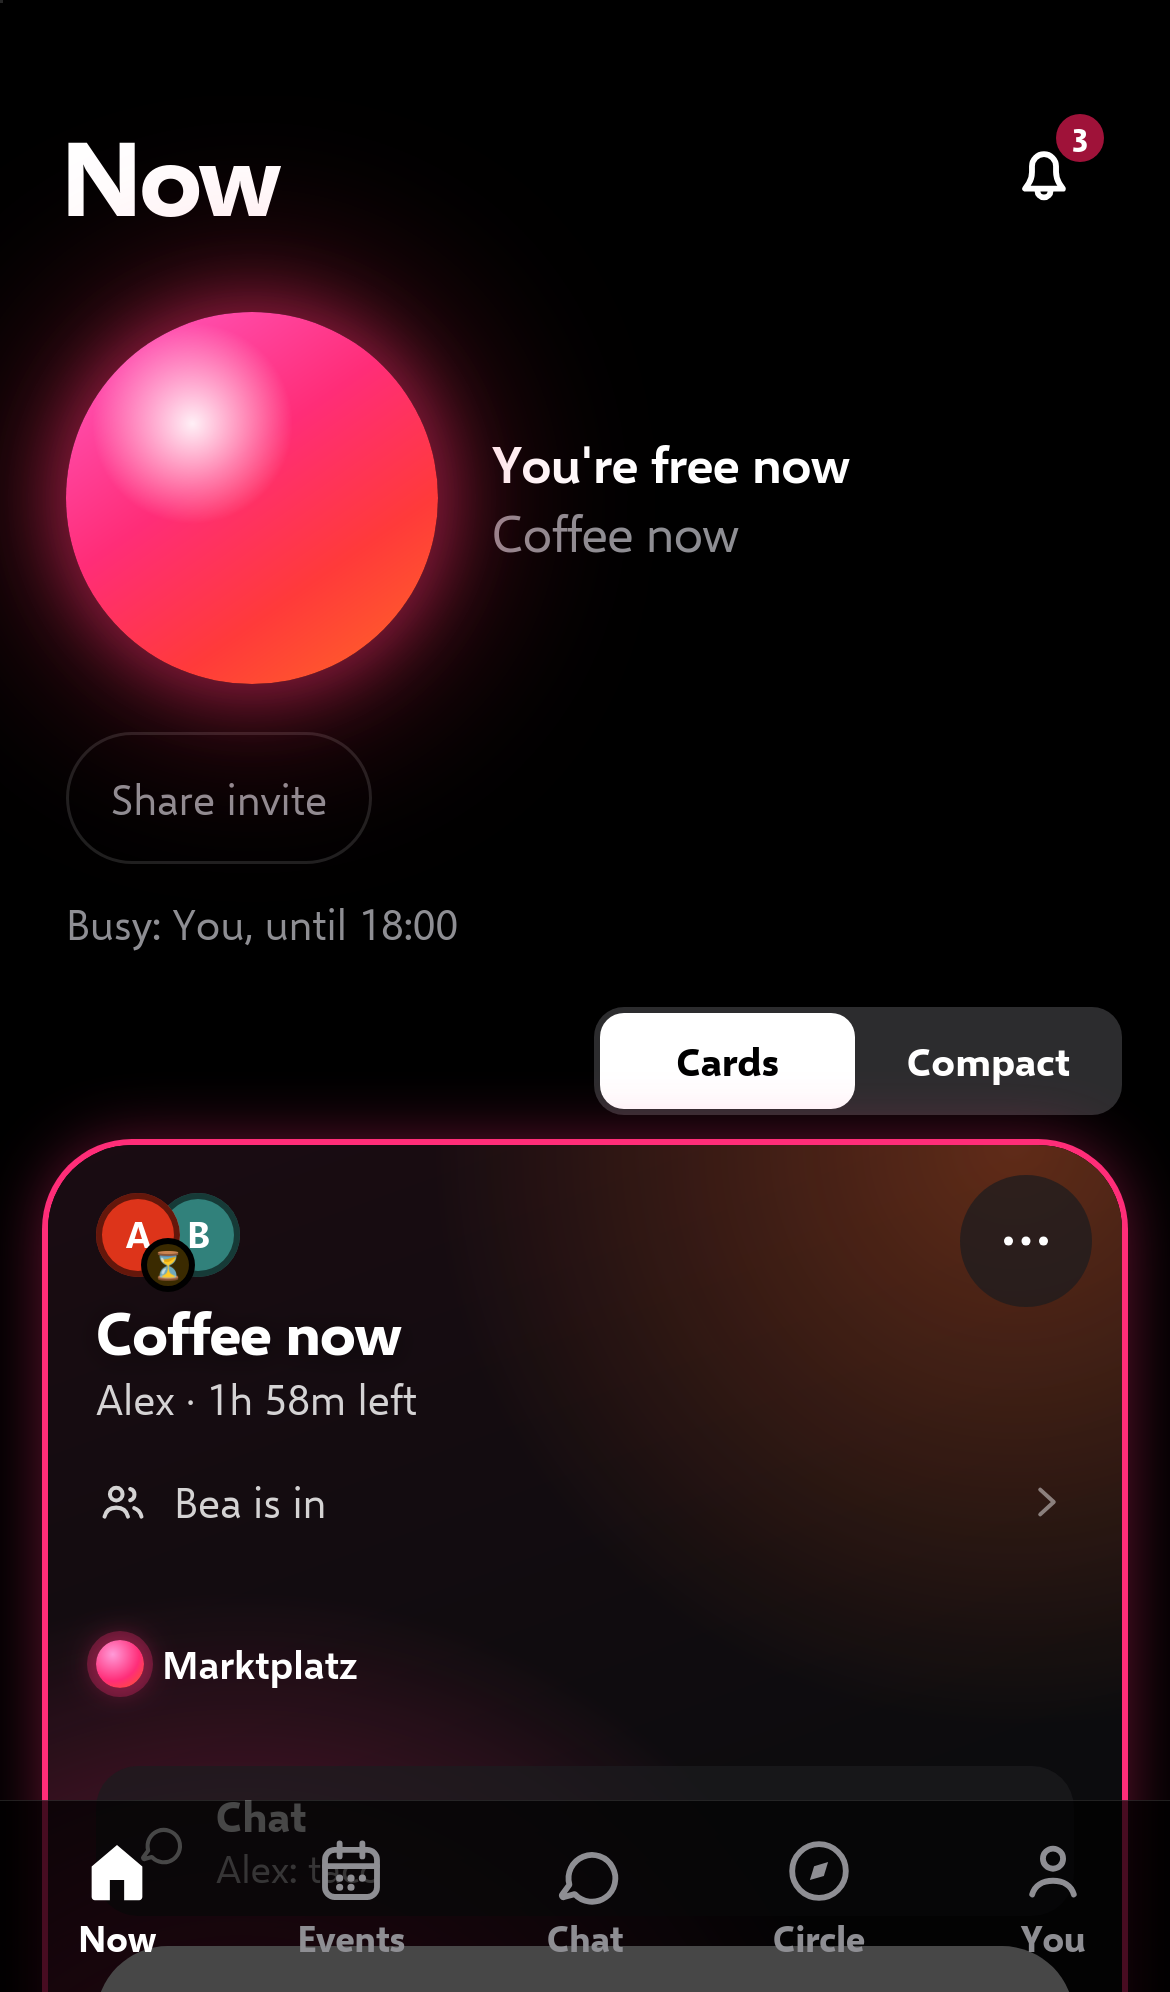 Now
3
You're free now
Coffee now
Share invite
Busy: You, until 18:00
Cards
Compact
A
B
Coffee now
Alex · 1h 58m left
Bea is in
Marktplatz
Chat
Alex:
Now
Events
Chat
Circle
You